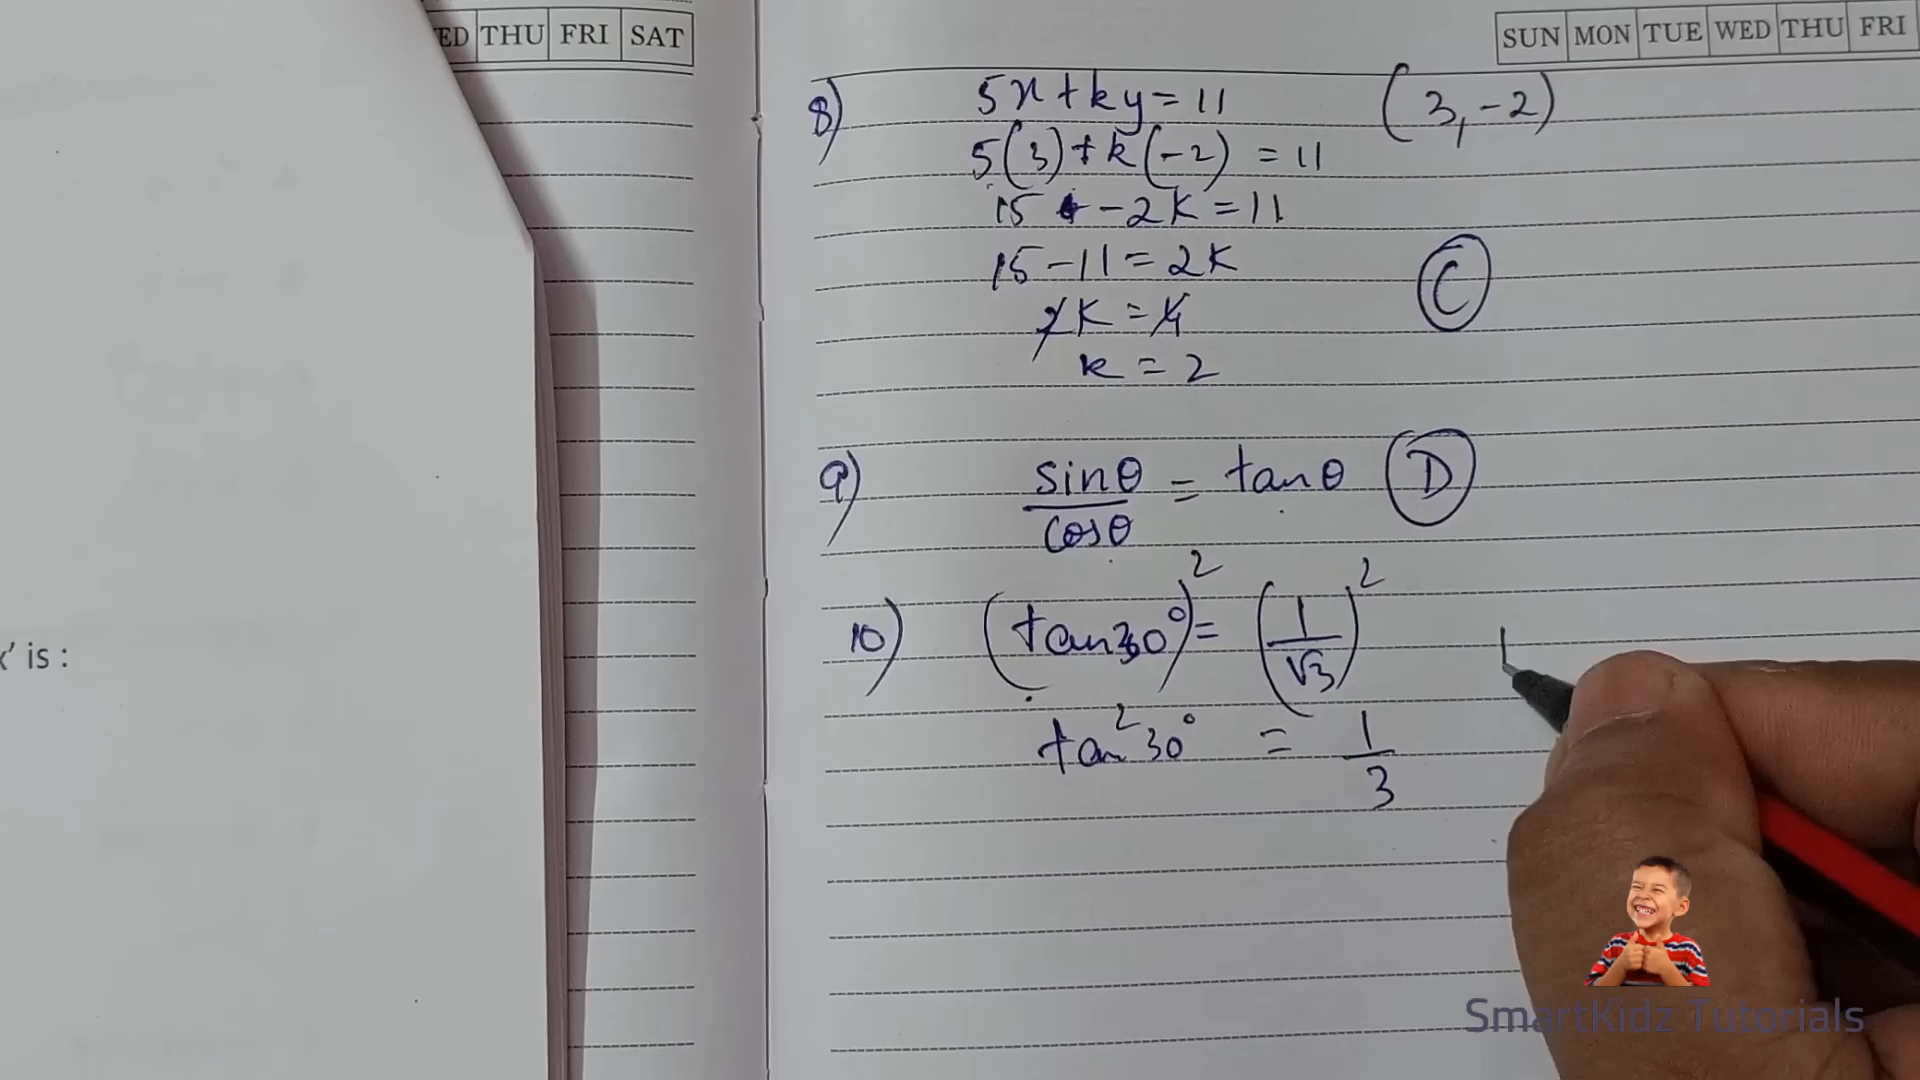 ED THU FRI SAT
SUN MON TUE WED THU FRI
8) 5x+ky=11 (3,-2)
5(3)+k(-2) = 11
15 -2k=11
15-11=2k
2k=4
k=2
C
9) sinθ/cosθ = tanθ D
10) (tan30°)² = (1/√3)²
tan²30° = 1/3
x' is :
SmartKidz Tutorials